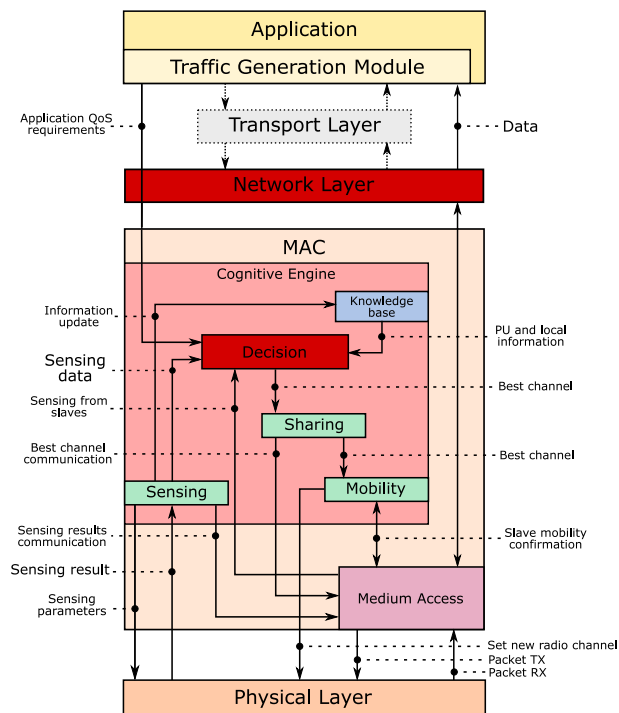 Application
Traffic Generation Module
Application QoS
requirements
Transport Layer
Data
Network Layer
MAC
Cognitive Engine
Information
update
Knowledge
base
PU and local
information
Decision
Sensing
data
Best channel
Sensing from
slaves
Sharing
Best channel
communication
Best channel
Sensing
Mobility
Sensing results
communication
Slave mobility
confirmation
Sensing result
Sensing
parameters
Medium Access
Set new radio channel
Packet TX
Packet RX
Physical Layer